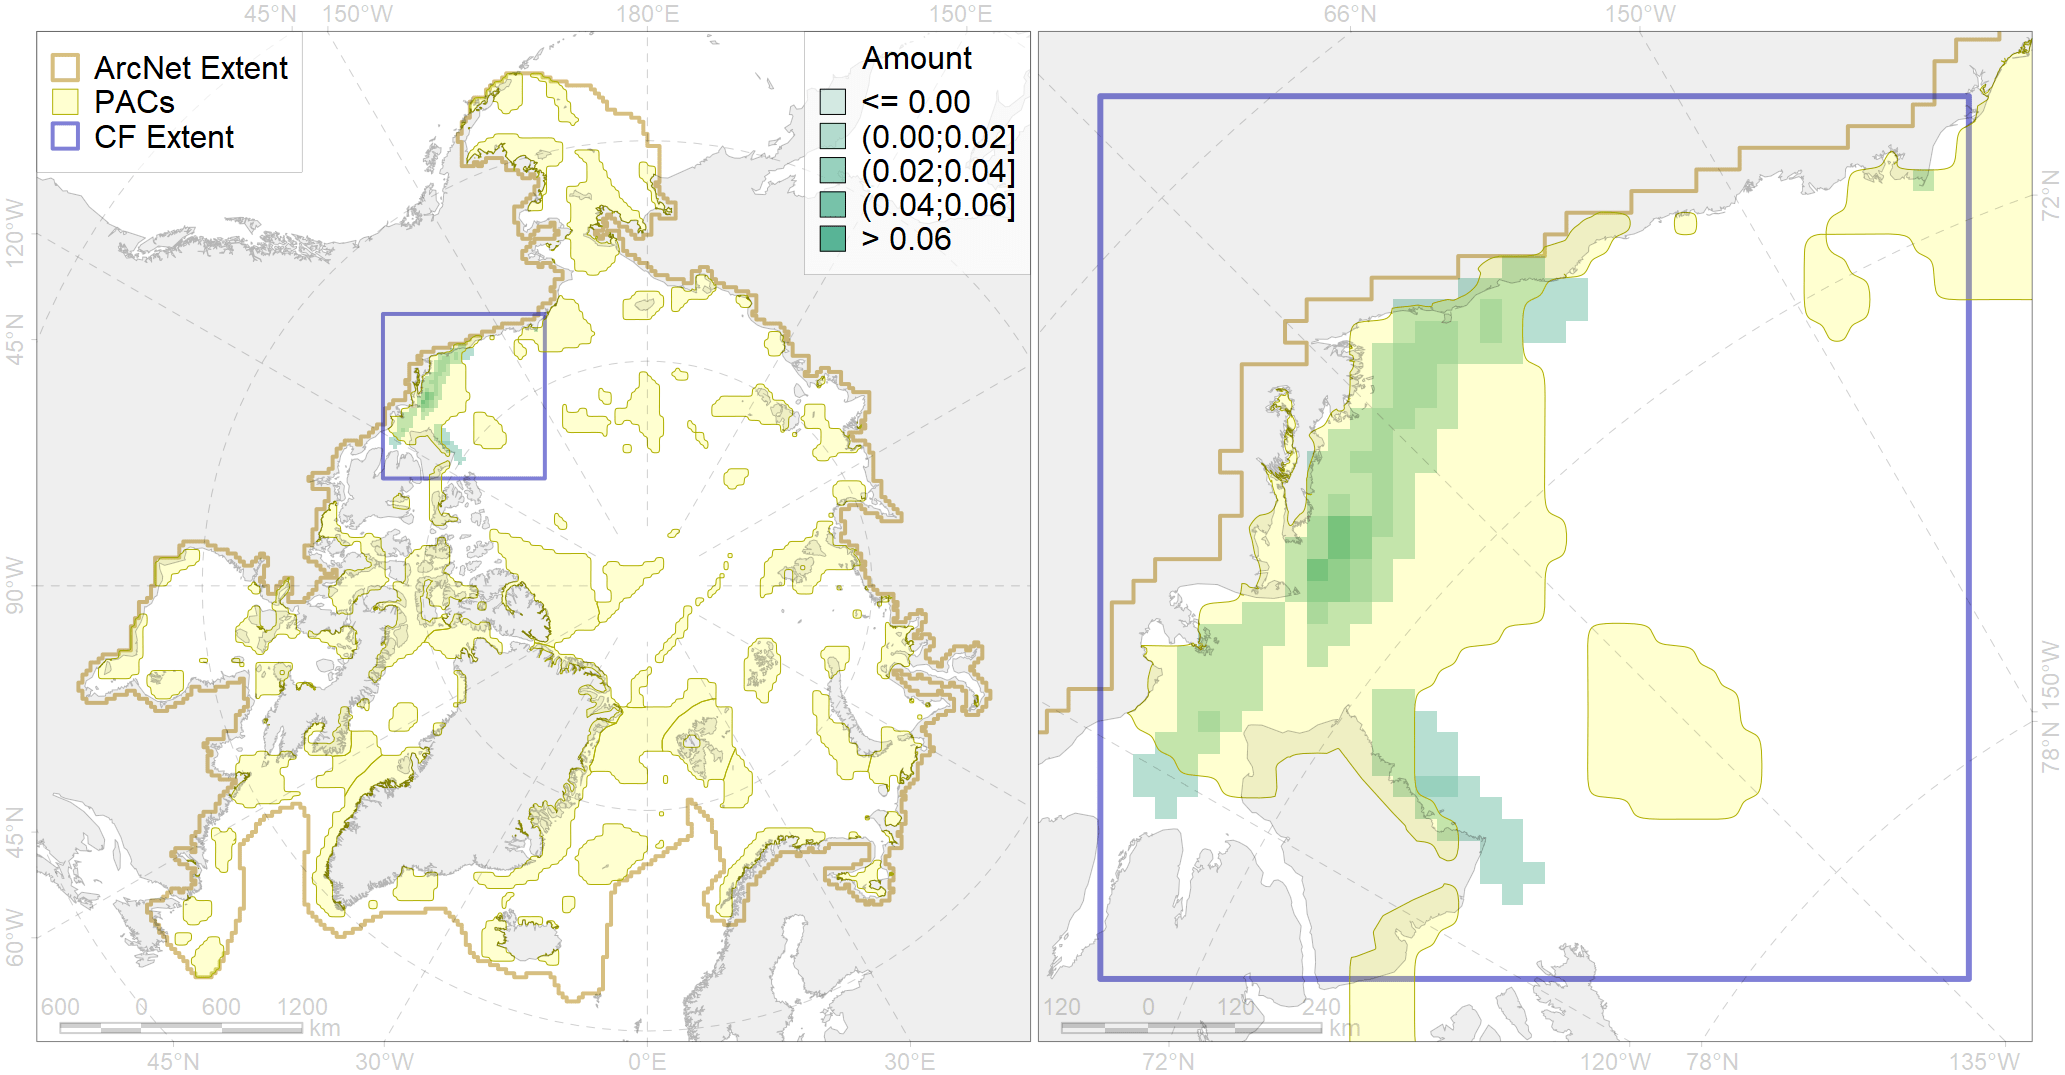 45°N 150°W 180°E 150°E 66°N 150°W
ArcNet Extent
PACs
CF Extent
Amount
<= 0.00
(0.00;0.02]
(0.02;0.04]
(0.04;0.06]
> 0.06
120°W
45°N
90°W
45°N
60°W
72°N
150°W
78°N
600 0 600 1200
km
120 0 120 240
km
45°N 30°W 0°E 30°E 72°N 120°W 78°N 135°W